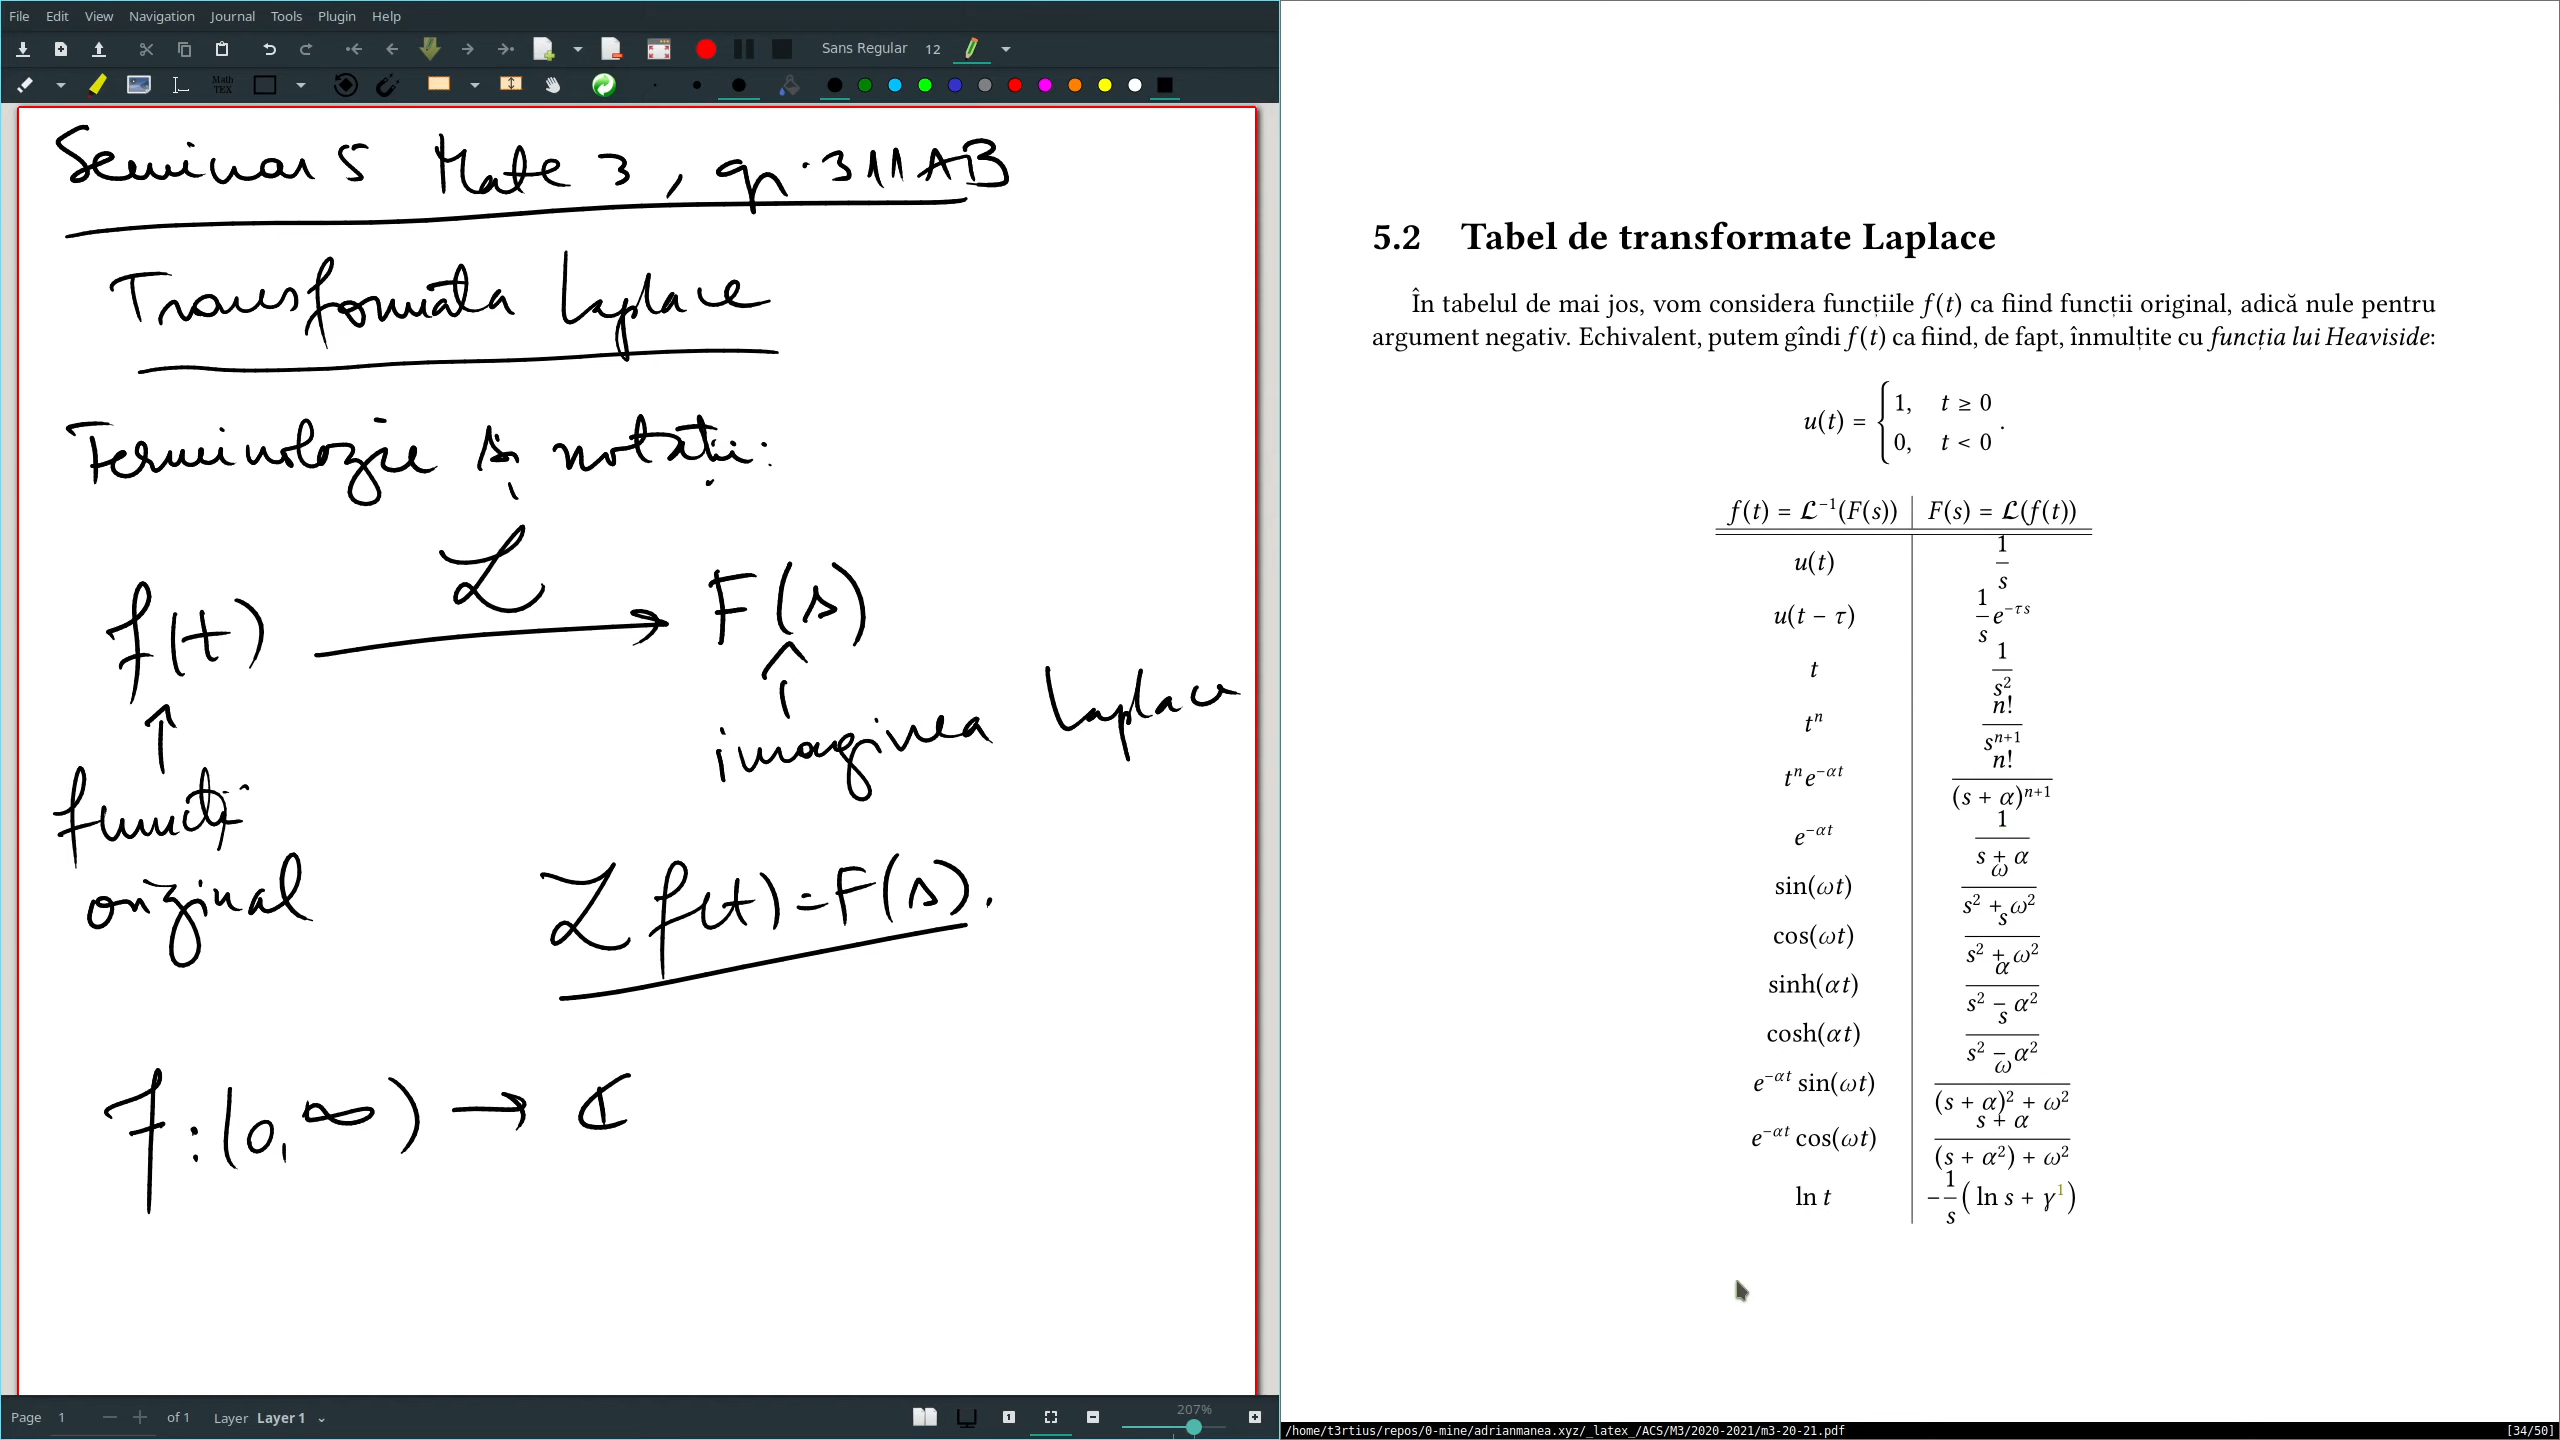 File Edit View Navigation Journal Tools Plugin Help
Sans Regular 12
Math TEX
Seminar 5 Mate 3, gr. 311AB
Transformata Laplace
Terminologie și notații:
ℒ
f(t) → F(s)
↑ ↑
imaginea Laplace
funcții
original
ℒ f(t) = F(s).
f : (0, ∞) → ℂ
Page 1 of 1 Layer Layer 1 207%
5.2 Tabel de transformate Laplace
În tabelul de mai jos, vom considera funcțiile f(t) ca fiind funcții original, adică nule pentru
argument negativ. Echivalent, putem gîndi f(t) ca fiind, de fapt, înmulțite cu funcția lui Heaviside:
u(t) = { 1, t ≥ 0
0, t < 0 .
f(t) = ℒ⁻¹(F(s)) | F(s) = ℒ(f(t))
u(t) | 1/s
u(t − τ) | 1/s e^{−τs}
t | 1/s²
tⁿ | n!/s^{n+1}
tⁿe^{−αt} | n!/(s + α)^{n+1}
e^{−αt} | 1/(s + α)
sin(ωt) | ω/(s² + ω²)
cos(ωt) | s/(s² + ω²)
sinh(αt) | α/(s² − α²)
cosh(αt) | s/(s² − α²)
e^{−αt} sin(ωt) | ω/((s + α)² + ω²)
e^{−αt} cos(ωt) | (s + α)/((s + α²) + ω²)
ln t | −1/s (ln s + γ¹)
/home/t3rtius/repos/0-mine/adrianmanea.xyz/_latex_/ACS/M3/2020-2021/m3-20-21.pdf [34/50]